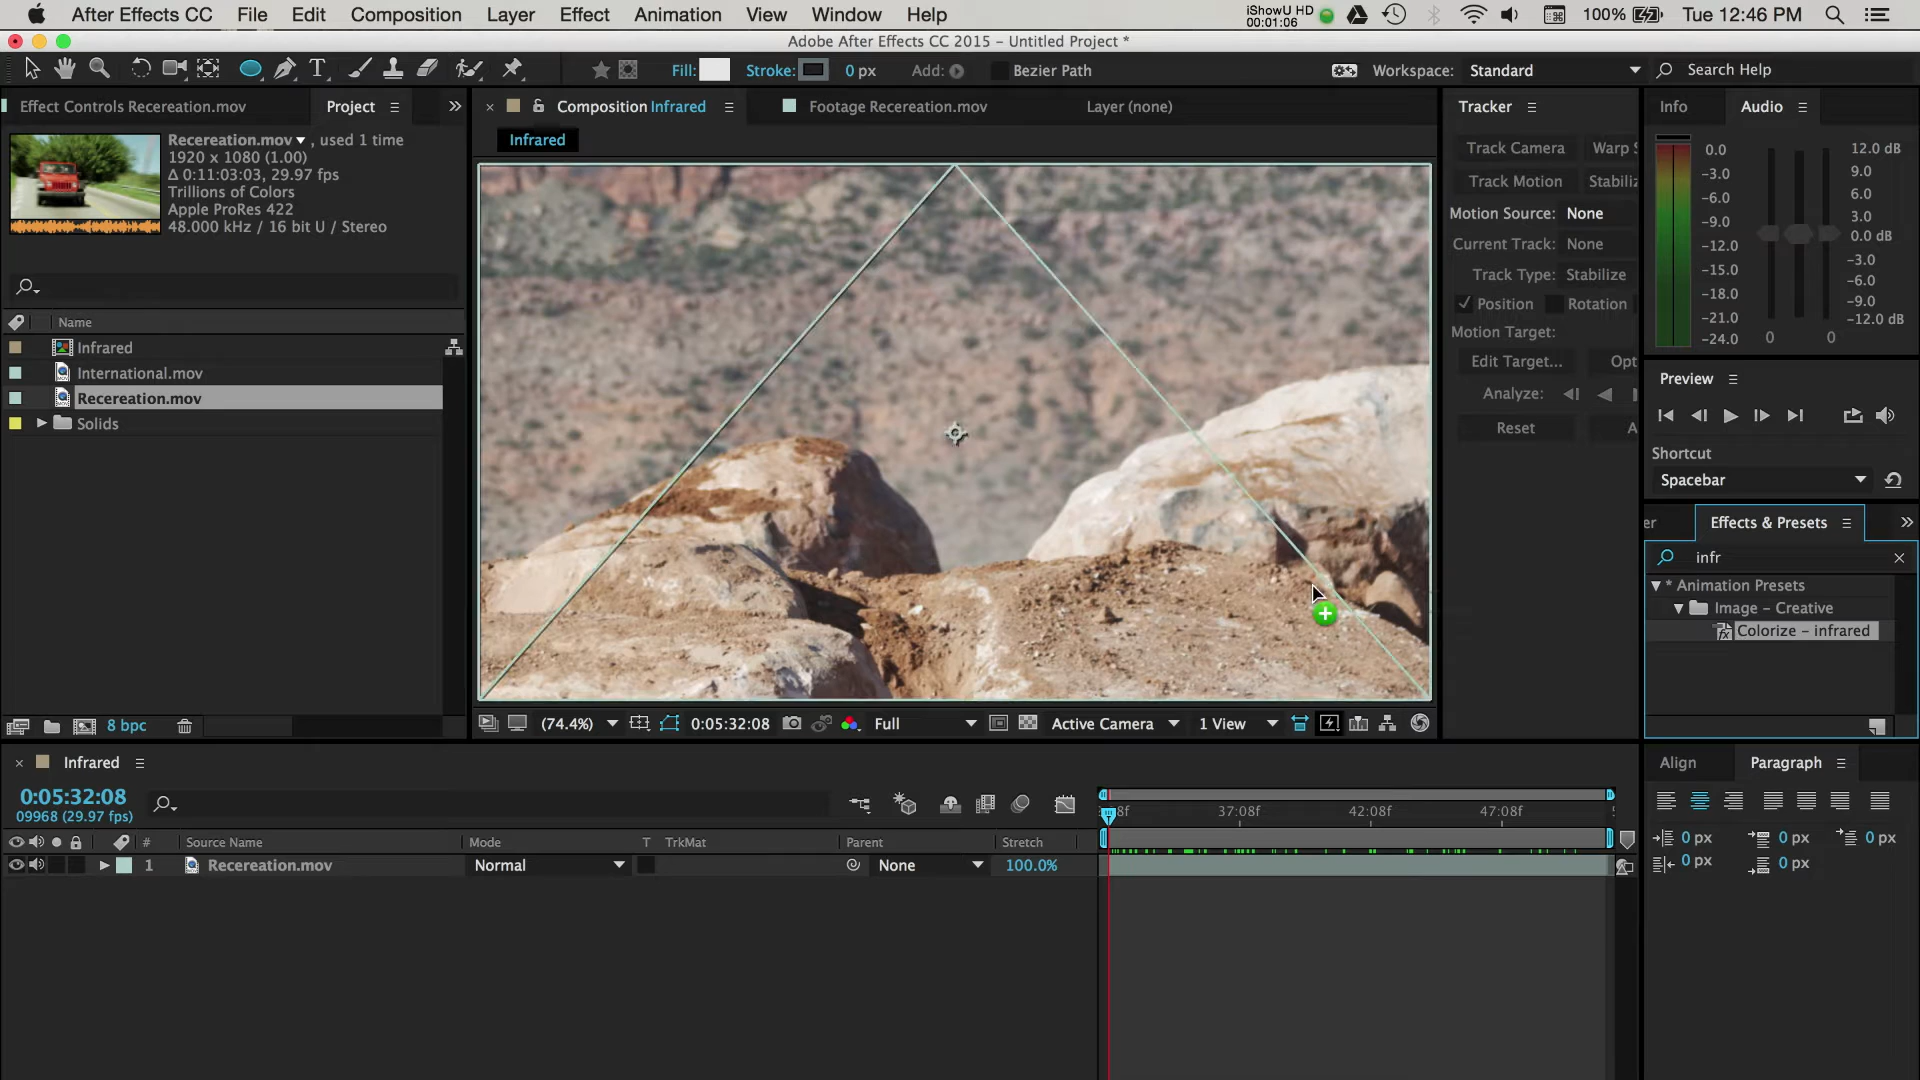 After Effects CC File Edit Composition Layer Effect Animation View Window Help iShowU HD 00:01:06 100% Tue 12:46 PM
Adobe After Effects CC 2015 – Untitled Project *
Fill: Stroke: 0 px Add: Bezier Path Workspace: Standard Search Help
Effect Controls Recereation.mov Project Composition Infrared Footage Recereation.mov Layer (none) Tracker Info Audio
Recereation.mov , used 1 time
1920 x 1080 (1.00)
Δ 0:11:03:03, 29.97 fps
Trillions of Colors
Apple ProRes 422
48.000 kHz / 16 bit U / Stereo
Name
Infrared
International.mov
Recereation.mov
Solids
8 bpc
Infrared
(74.4%) 0:05:32:08 Full Active Camera 1 View
Track Camera Warp S
Track Motion Stabiliz
Motion Source: None
Current Track: None
Track Type: Stabilize
Position Rotation
Motion Target:
Edit Target... Opt
Analyze:
Reset A
0.0 12.0 dB
-3.0 9.0
-6.0 6.0
-9.0 3.0
-12.0 0.0 dB
-15.0 -3.0
-18.0 -6.0
-21.0 -9.0
-24.0 -12.0 dB
0 0
Preview
Shortcut
Spacebar
er Effects & Presets
infr
* Animation Presets
Image – Creative
Colorize – infrared
Infrared
0:05:32:08
09968 (29.97 fps)
# Source Name Mode T TrkMat Parent Stretch
1 Recereation.mov Normal None 100.0%
:08f 37:08f 42:08f 47:08f
Align Paragraph
0 px 0 px 0 px
0 px 0 px